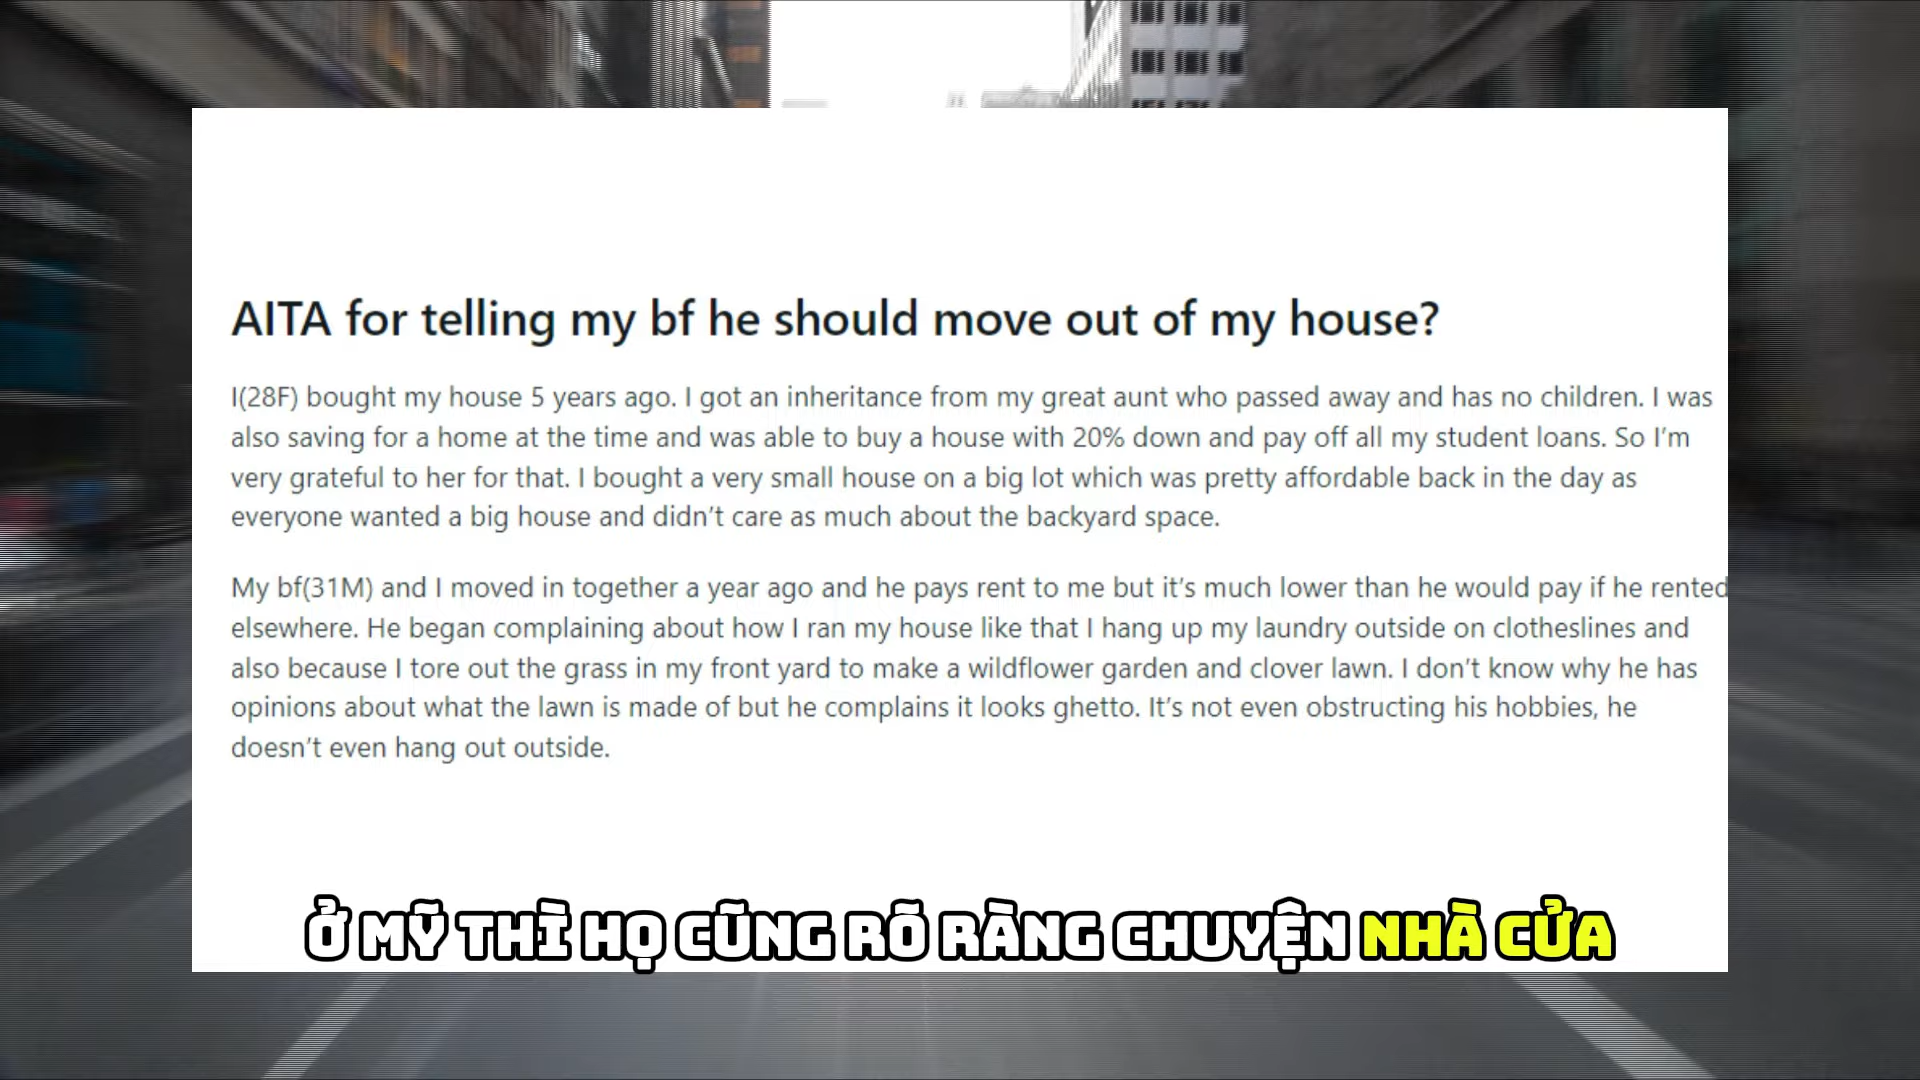 AITA for telling my bf he should move out of my house?
I(28F) bought my house 5 years ago. I got an inheritance from my great aunt who passed away and has no children. I was
also saving for a home at the time and was able to buy a house with 20% down and pay off all my student loans. So I’m
very grateful to her for that. I bought a very small house on a big lot which was pretty affordable back in the day as
everyone wanted a big house and didn’t care as much about the backyard space.
My bf(31M) and I moved in together a year ago and he pays rent to me but it’s much lower than he would pay if he rented
elsewhere. He began complaining about how I ran my house like that I hang up my laundry outside on clotheslines and
also because I tore out the grass in my front yard to make a wildflower garden and clover lawn. I don’t know why he has
opinions about what the lawn is made of but he complains it looks ghetto. It’s not even obstructing his hobbies, he
doesn’t even hang out outside.
Ở MỸ THÌ HỌ CŨNG RÕ RÀNG CHUYỆN NHÀ CỬA